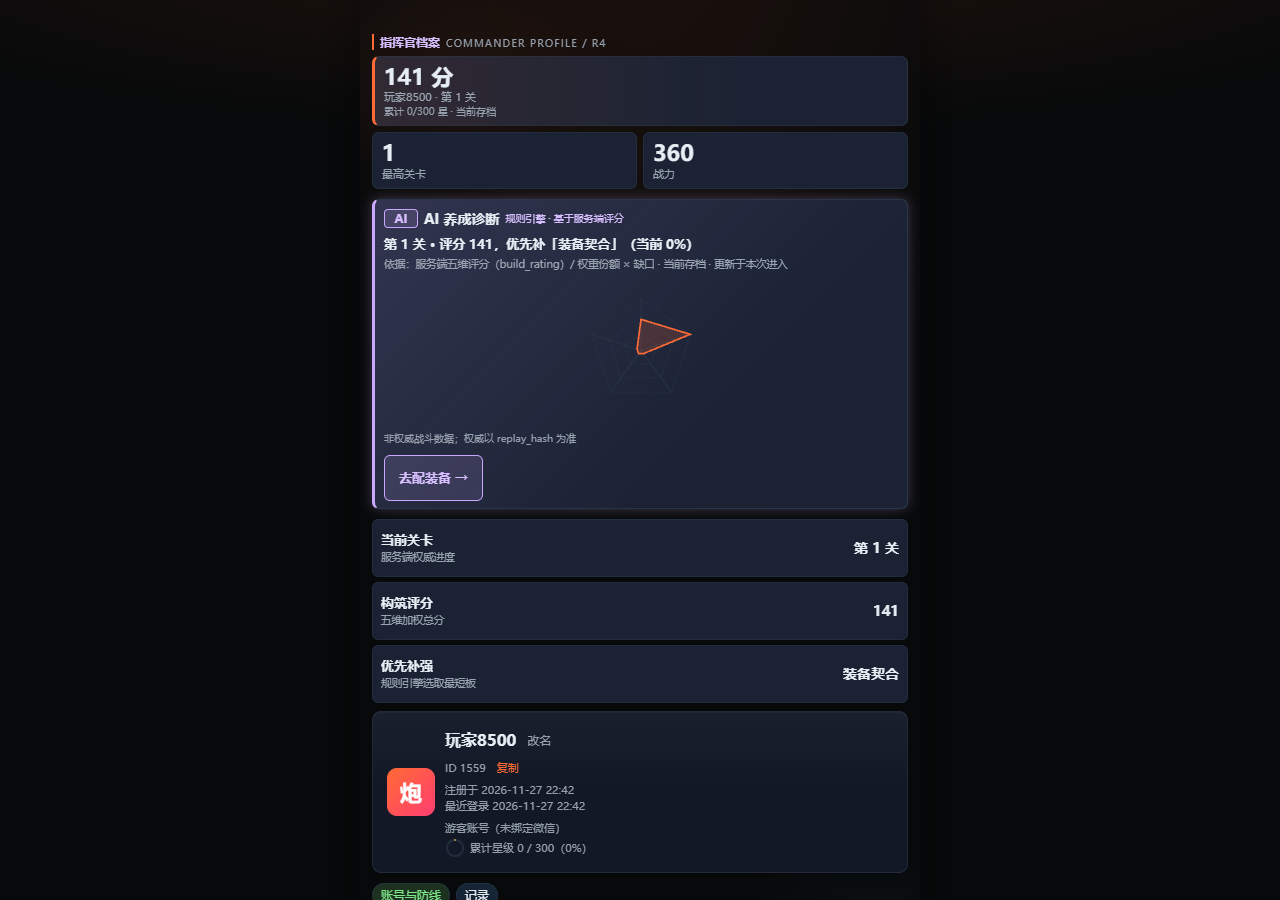 指挥官档案 COMMANDER PROFILE / R4
141 分
玩家8500 · 第 1 关
累计 0/300 星 · 当前存档
1
最高关卡
360
战力
AI AI 养成诊断 规则引擎 · 基于服务端评分
第 1 关 • 评分 141，优先补「装备契合」（当前 0%）
依据：服务端五维评分（build_rating）/ 权重份额 × 缺口 · 当前存档 · 更新于本次进入
非权威战斗数据；权威以 replay_hash 为准
去配装备 →
当前关卡
服务端权威进度
第 1 关
构筑评分
五维加权总分
141
优先补强
规则引擎选取最短板
装备契合
炮
玩家8500 改名
ID 1559 复制
注册于 2026-11-27 22:42
最近登录 2026-11-27 22:42
游客账号（未绑定微信）
累计星级 0 / 300（0%）
账号与防线 记录